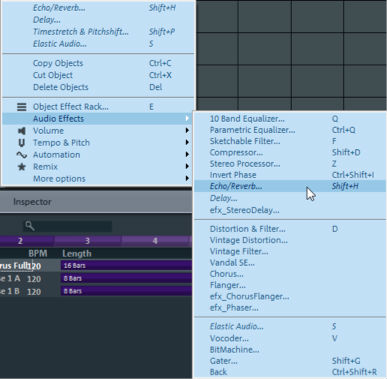 Echo/Reverb... Shift+H
Delay...
Timestretch & Pitchshift... Shift+P
Elastic Audio... S
Copy Objects Ctrl+C
Cut Object Ctrl+X
Delete Objects Del
Object Effect Rack... E
Audio Effects
Volume
Tempo & Pitch
Automation
Remix
More options
10 Band Equalizer... Q
Parametric Equalizer... Ctrl+Q
Sketchable Filter... F
Compressor... Shift+D
Stereo Processor... Z
Invert Phase Ctrl+Shift+I
Echo/Reverb... Shift+H
Delay...
efx_StereoDelay...
Distortion & Filter... D
Vintage Distortion...
Vintage Filter...
Vandal SE...
Chorus...
Flanger...
efx_ChorusFlanger...
efx_Phaser...
Elastic Audio... S
Vocoder... V
BitMachine...
Gater... Shift+G
Back Ctrl+Shift+R
Inspector
2 3 4
BPM Length
rus Full 120 16 Bars
se 1 A 120 8 Bars
se 1 B 120 8 Bars